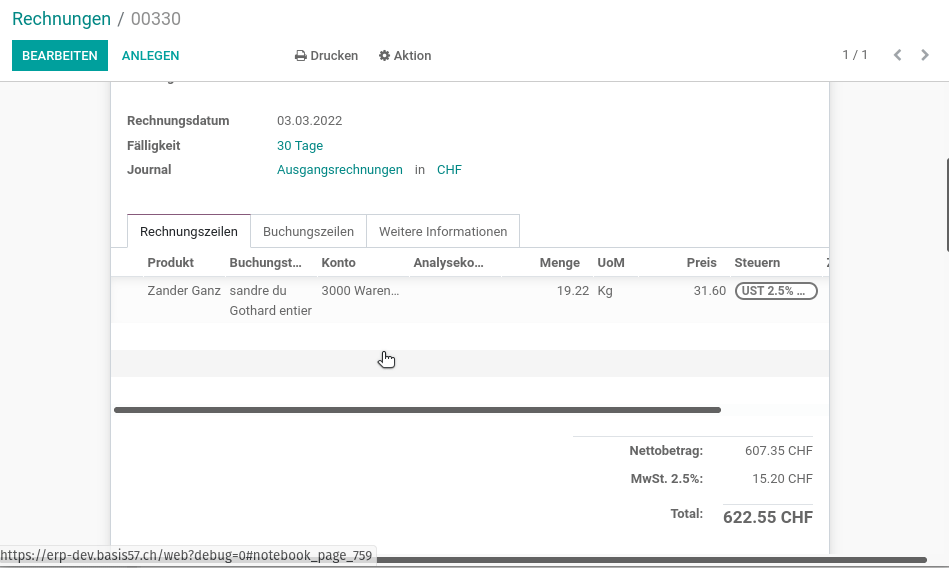 Rechnungen / 00330
BEARBEITEN ANLEGEN Drucken Aktion 1 / 1
Rechnungsdatum 03.03.2022
Fälligkeit 30 Tage
Journal Ausgangsrechnungen in CHF
Rechnungszeilen Buchungszeilen Weitere Informationen
Produkt Buchungst... Konto Analyseko... Menge UoM Preis Steuern
Zander Ganz sandre du 3000 Waren... 19.22 Kg 31.60 UST 2.5% ...
Gothard entier
Nettobetrag: 607.35 CHF
MwSt. 2.5%: 15.20 CHF
Total: 622.55 CHF
https://erp-dev.basis57.ch/web?debug=0#notebook_page_759